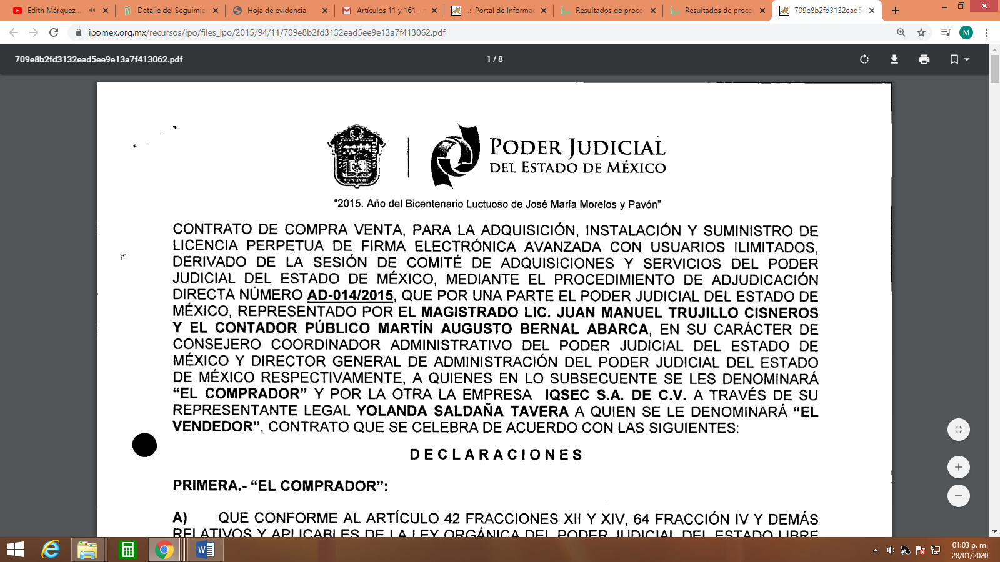 Edith Márquez
Detalle del Seguimie
Hoja de evidencia
Artículos 11 y 161 -
..:: Portal de Informac
Resultados de proce
Resultados de proce
709e8b2fd3132ead5
ipomex.org.mx/recursos/ipo/files_ipo/2015/94/11/709e8b2fd3132ead5ee9e13a7f413062.pdf
M
709e8b2fd3132ead5ee9e13a7f413062.pdf
1 / 8
PODER JUDICIAL
DEL ESTADO DE MÉXICO
"2015. Año del Bicentenario Luctuoso de José María Morelos y Pavón"
CONTRATO DE COMPRA VENTA, PARA LA ADQUISICIÓN, INSTALACIÓN Y SUMINISTRO DE
LICENCIA PERPETUA DE FIRMA ELECTRÓNICA AVANZADA CON USUARIOS ILIMITADOS,
DERIVADO DE LA SESIÓN DE COMITÉ DE ADQUISICIONES Y SERVICIOS DEL PODER
JUDICIAL DEL ESTADO DE MÉXICO, MEDIANTE EL PROCEDIMIENTO DE ADJUDICACIÓN
DIRECTA NÚMERO AD-014/2015, QUE POR UNA PARTE EL PODER JUDICIAL DEL ESTADO DE
MÉXICO, REPRESENTADO POR EL MAGISTRADO LIC. JUAN MANUEL TRUJILLO CISNEROS
Y EL CONTADOR PÚBLICO MARTÍN AUGUSTO BERNAL ABARCA, EN SU CARÁCTER DE
CONSEJERO COORDINADOR ADMINISTRATIVO DEL PODER JUDICIAL DEL ESTADO DE
MÉXICO Y DIRECTOR GENERAL DE ADMINISTRACIÓN DEL PODER JUDICIAL DEL ESTADO
DE MÉXICO RESPECTIVAMENTE, A QUIENES EN LO SUBSECUENTE SE LES DENOMINARÁ
"EL COMPRADOR" Y POR LA OTRA LA EMPRESA IQSEC S.A. DE C.V. A TRAVÉS DE SU
REPRESENTANTE LEGAL YOLANDA SALDAÑA TAVERA A QUIEN SE LE DENOMINARÁ "EL
VENDEDOR", CONTRATO QUE SE CELEBRA DE ACUERDO CON LAS SIGUIENTES:
DECLARACIONES
PRIMERA.- "EL COMPRADOR":
A) QUE CONFORME AL ARTÍCULO 42 FRACCIONES XII Y XIV, 64 FRACCIÓN IV Y DEMÁS
RELATIVOS Y APLICABLES DE LA LEY ORGÁNICA DEL PODER JUDICIAL DEL ESTADO LIBRE
01:03 p. m.
28/01/2020